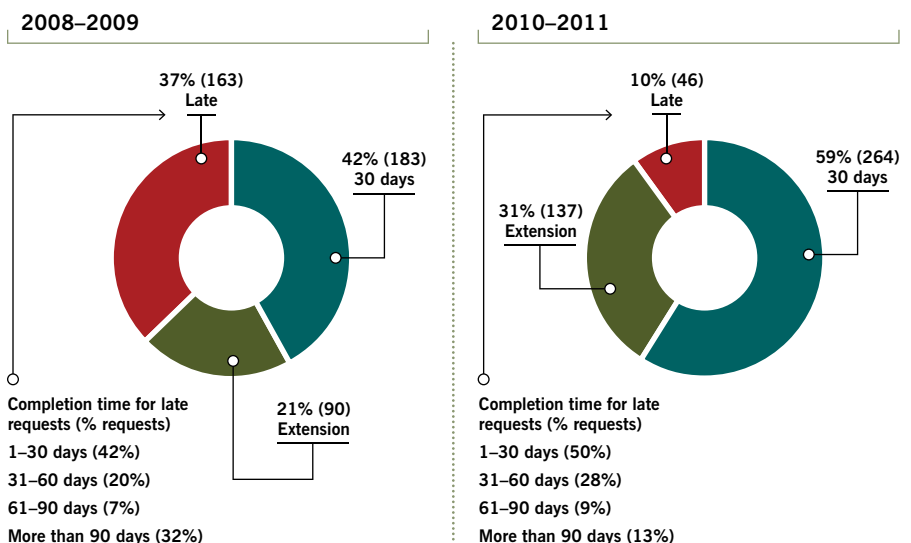 2008–2009
37% (163)
Late
42% (183)
30 days
21% (90)
Extension
Completion time for late
requests (% requests)
1–30 days (42%)
31–60 days (20%)
61–90 days (7%)
More than 90 days (32%)
2010–2011
10% (46)
Late
59% (264)
30 days
31% (137)
Extension
Completion time for late
requests (% requests)
1–30 days (50%)
31–60 days (28%)
61–90 days (9%)
More than 90 days (13%)